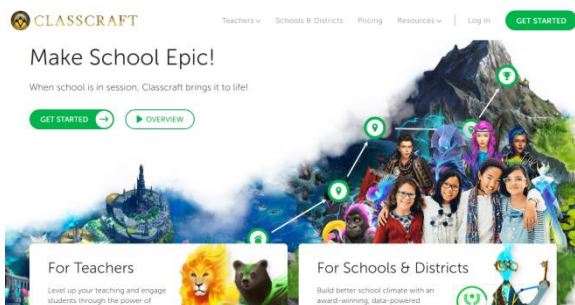 CLASSCRAFT
Teachers Schools & Districts Pricing Resources Log In GET STARTED
Make School Epic!
When school is in session, Classcraft brings it to life!
GET STARTED OVERVIEW
For Teachers
Level up your teaching and engage
students through the power of
For Schools & Districts
Build better school climate with an
award-winning, data-powered